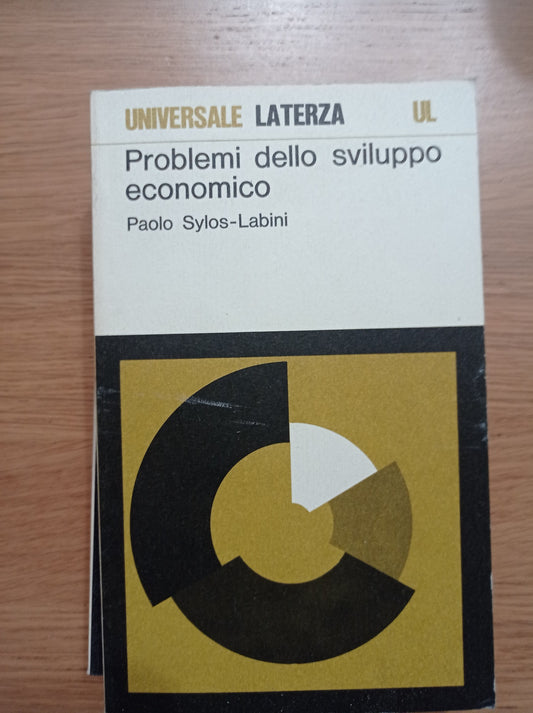 UNIVERSALE LATERZA UL
Problemi dello sviluppo
economico
Paolo Sylos-Labini